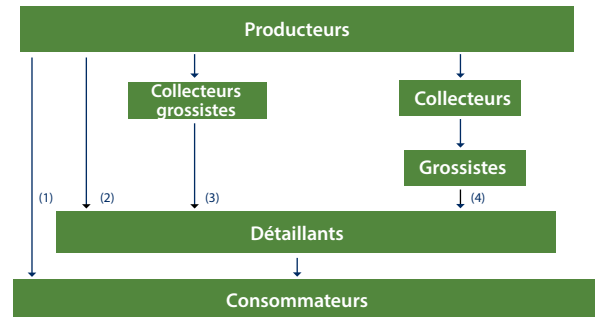 Producteurs
Collecteurs
grossistes
Collecteurs
Grossistes
(1)
(2)
(3)
(4)
Détaillants
Consommateurs